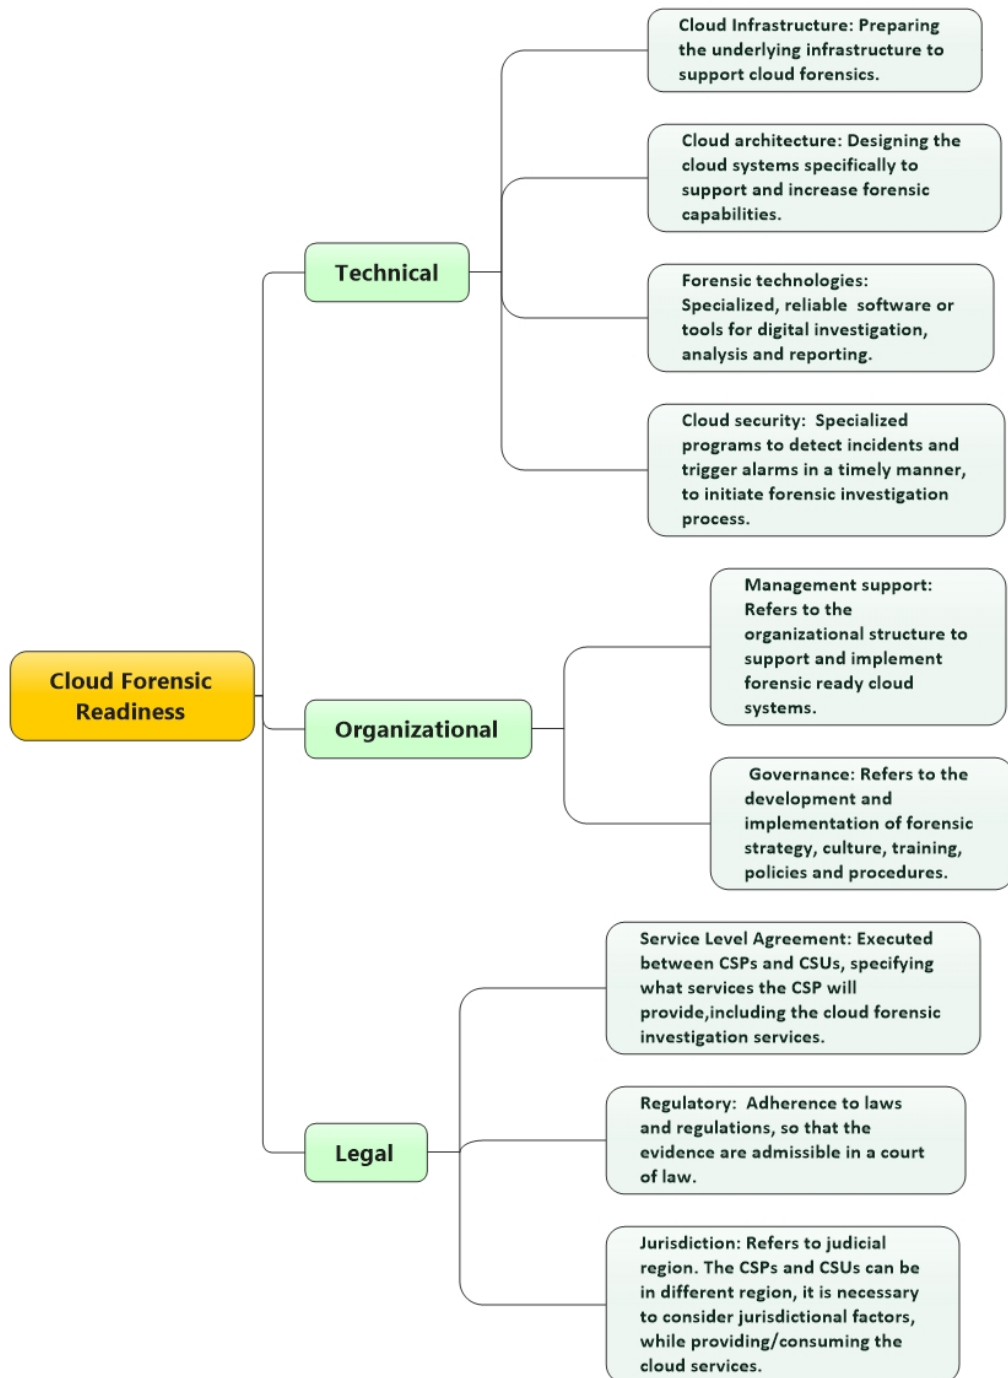 Cloud Infrastructure: Preparing
the underlying infrastructure to
support cloud forensics.
Cloud architecture: Designing the
cloud systems specifically to
support and increase forensic
capabilities.
Technical
Forensic technologies:
Specialized, reliable  software or
tools for digital investigation,
analysis and reporting.
Cloud security:  Specialized
programs to detect incidents and
trigger alarms in a timely manner,
to initiate forensic investigation
process.
Cloud Forensic
Readiness
Management support:
Refers to the
organizational structure to
support and implement
forensic ready cloud
systems.
Organizational
Governance: Refers to the
development and
implementation of forensic
strategy, culture, training,
policies and procedures.
Service Level Agreement: Executed
between CSPs and CSUs, specifying
what services the CSP will
provide,including the cloud forensic
investigation services.
Legal
Regulatory:  Adherence to laws
and regulations, so that the
evidence are admissible in a court
of law.
Jurisdiction: Refers to judicial
region. The CSPs and CSUs can be
in different region, it is necessary
to consider jurisdictional factors,
while providing/consuming the
cloud services.